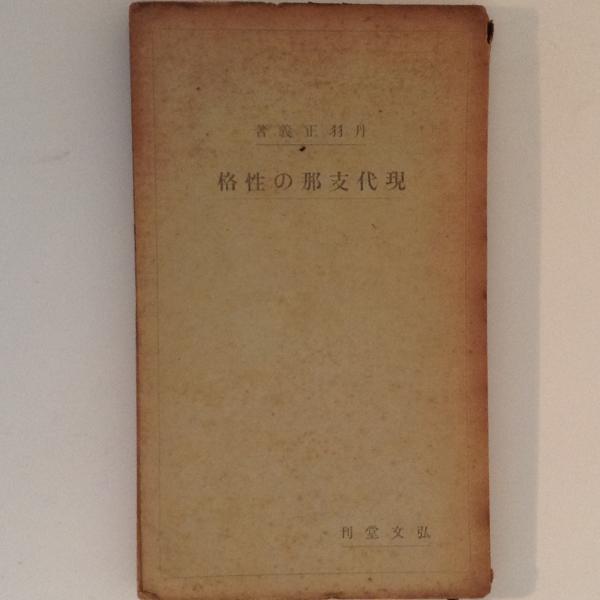 丹羽正義著
現代支那の性格
弘文堂刊